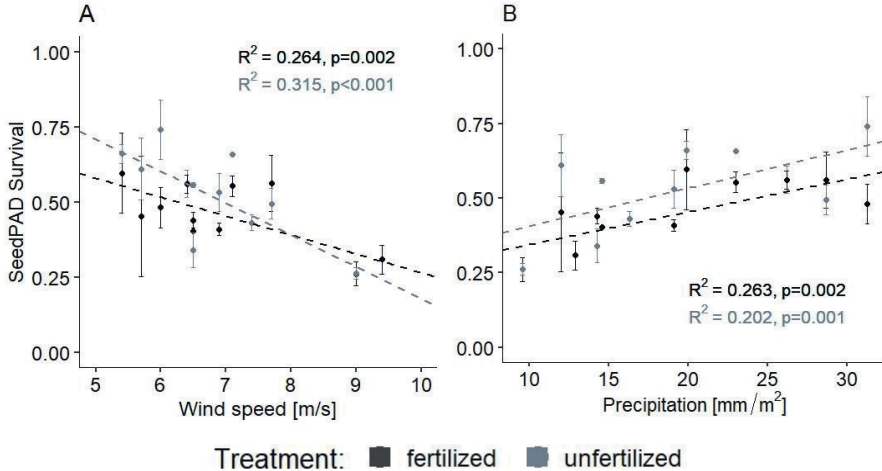 A
B
R² = 0.264, p=0.002
R² = 0.315, p<0.001
1.00
0.75
0.50
0.25
0.00
SeedPAD Survival
5 6 7 8 9 10
Wind speed [m/s]
1.00
0.75
0.50
0.25
0.00
R² = 0.263, p=0.002
R² = 0.202, p=0.001
10 15 20 25 30
Precipitation [mm/m²]
Treatment: fertilized unfertilized